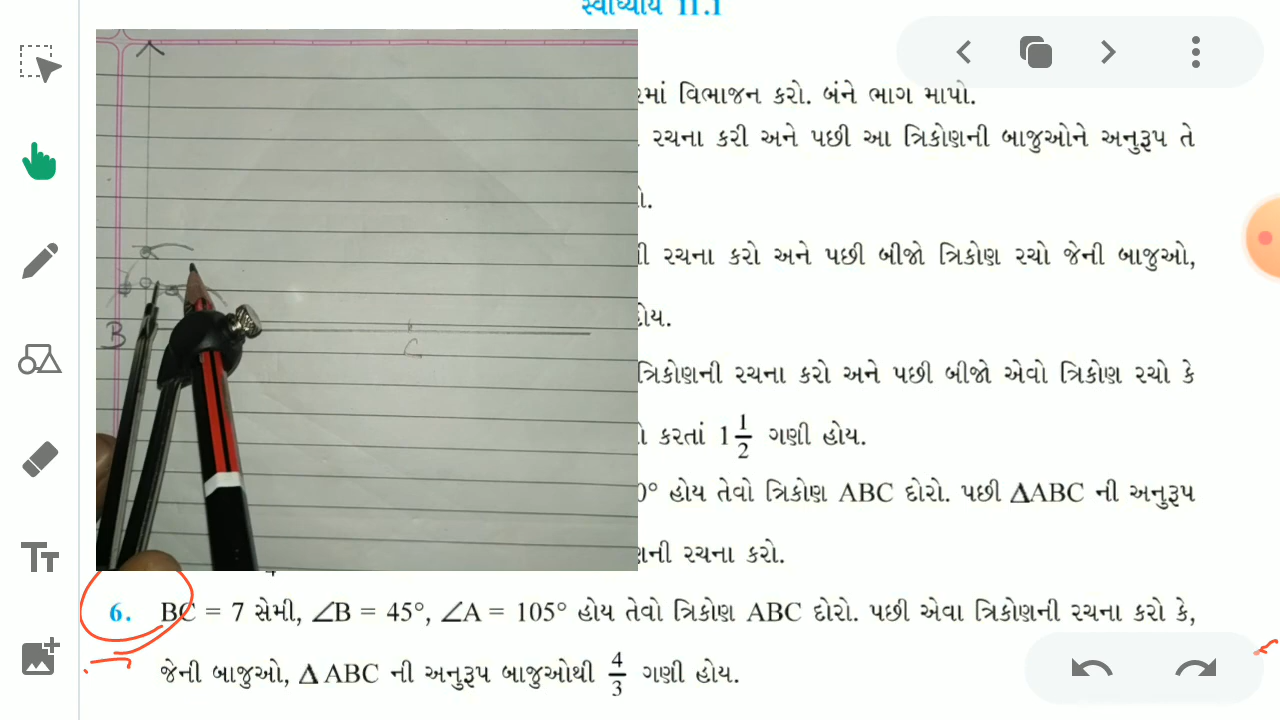 સ્વાધ્યાય 11.1
વિભાજન કરો. બંને ભાગ માપો.
રચના કરી અને પછી આ ત્રિકોણની બાજુઓને અનુરૂપ તે
રચના કરો અને પછી બીજો ત્રિકોણ રચો જેની બાજુઓ,
ત્રિકોણની રચના કરો અને પછી બીજો એવો ત્રિકોણ રચો કે
કરતાં 1 1/2 ગણી હોય.
હોય તેવો ત્રિકોણ ABC દોરો. પછી ΔABC ની અનુરૂપ
રચના કરો.
B
C
6. BC = 7 સેમી, ∠B = 45°, ∠A = 105° હોય તેવો ત્રિકોણ ABC દોરો. પછી એવા ત્રિકોણની રચના કરો કે,
જેની બાજુઓ, Δ ABC ની અનુરૂપ બાજુઓથી 4/3 ગણી હોય.